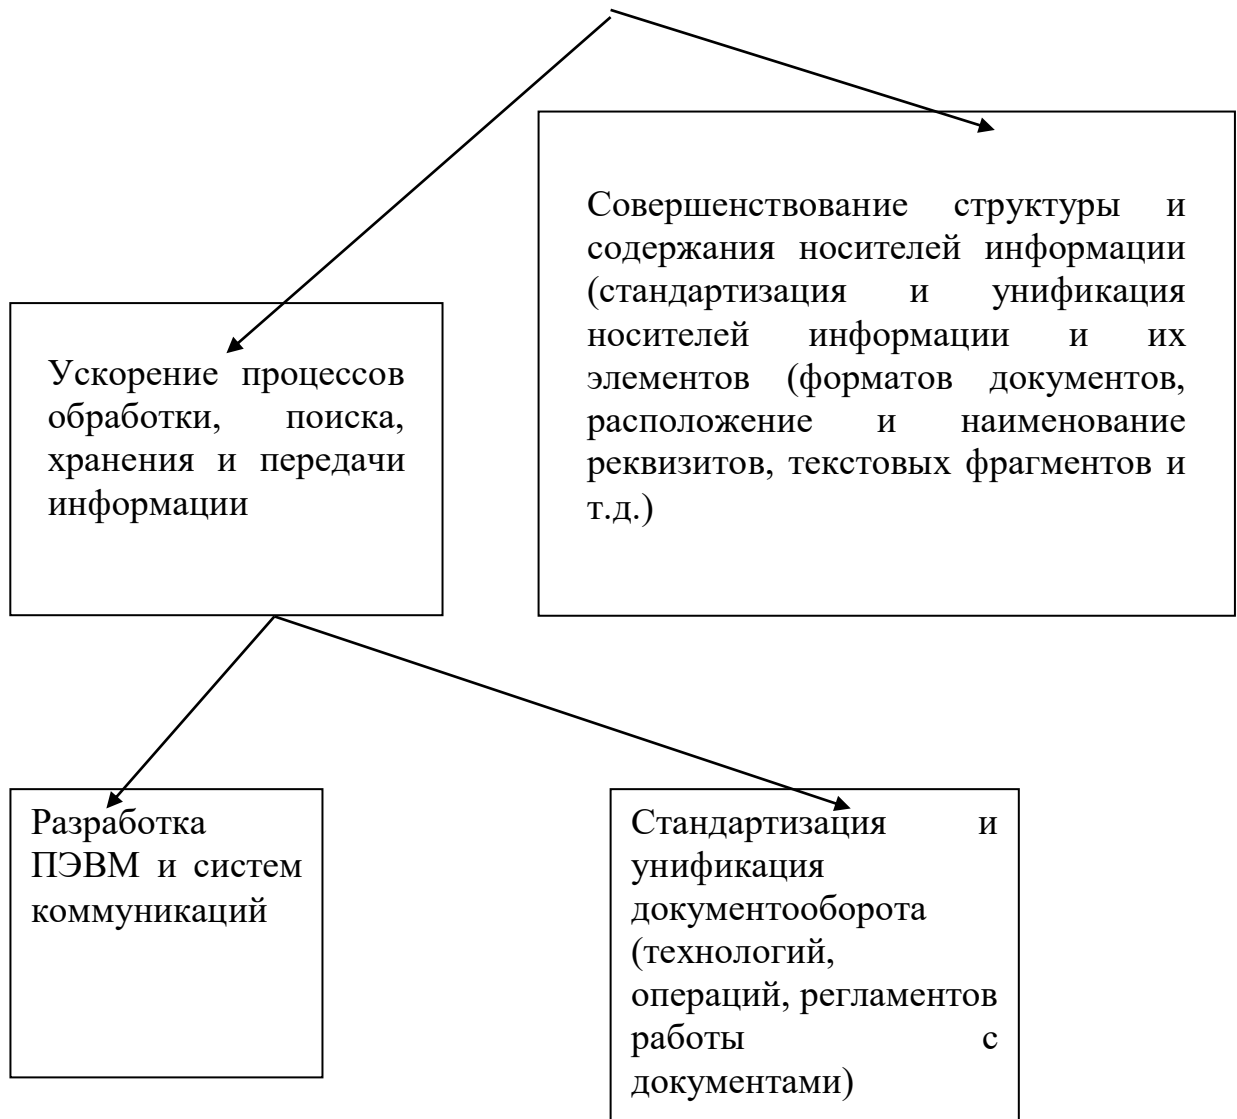 Совершенствование структуры и
содержания носителей информации
(стандартизация и унификация
носителей информации и их
элементов (форматов документов,
расположение и наименование
реквизитов, текстовых фрагментов и
т.д.)
Ускорение процессов
обработки, поиска,
хранения и передачи
информации
Разработка
ПЭВМ и систем
коммуникаций
Стандартизация и
унификация
документооборота
(технологий,
операций, регламентов
работы с
документами)